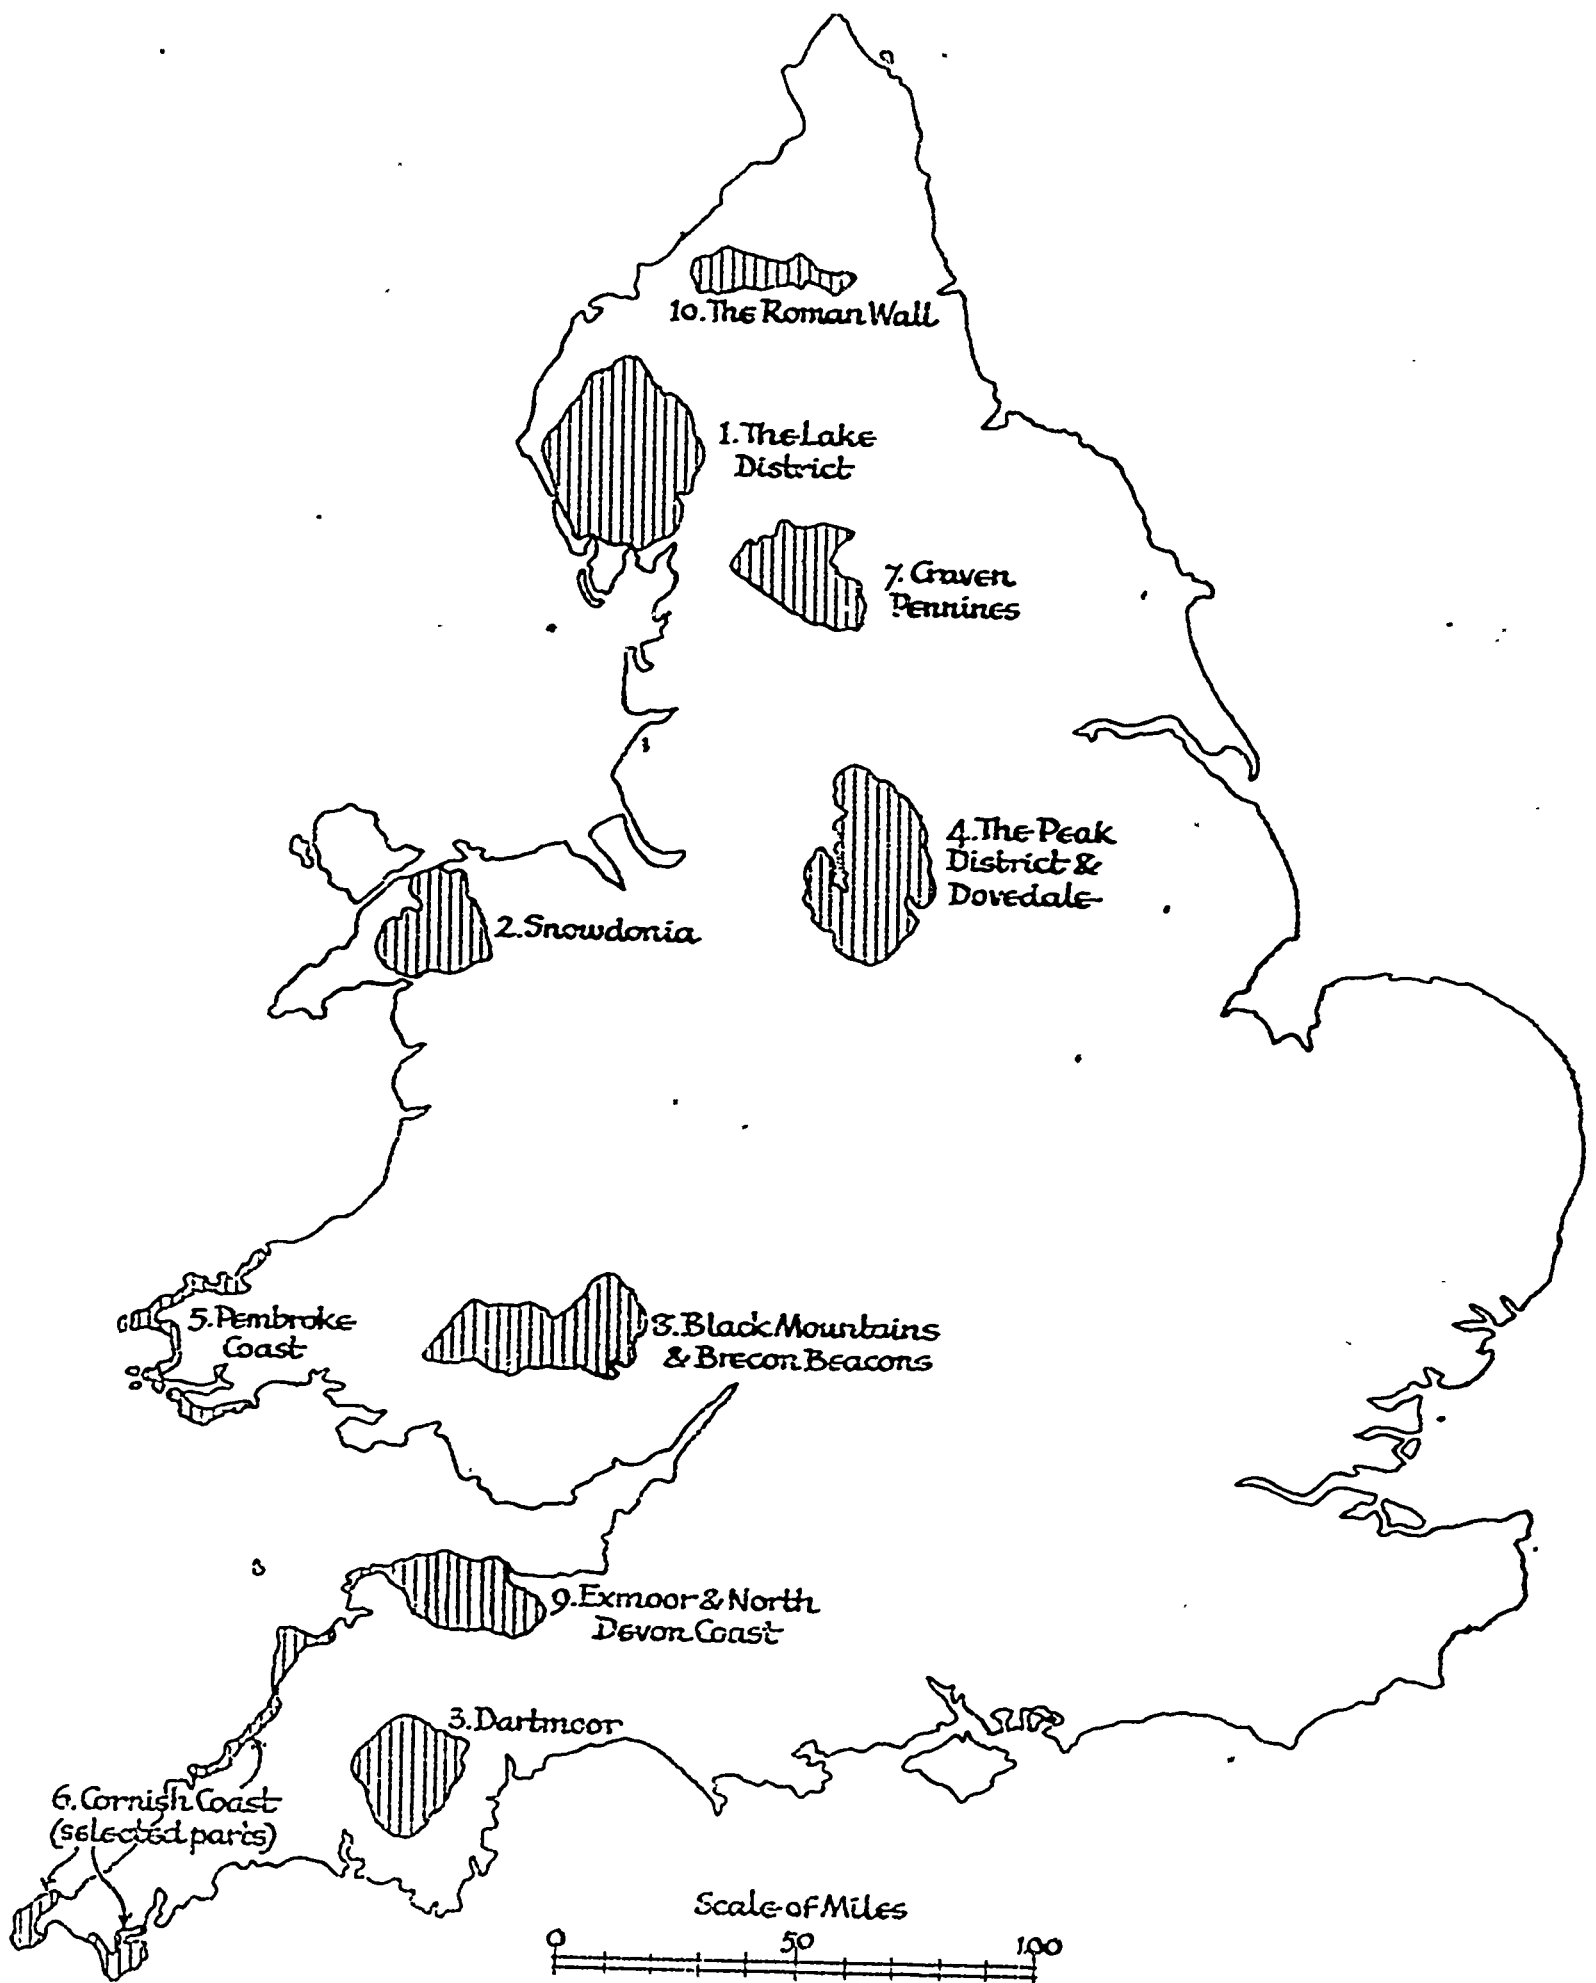 10. The Roman Wall
1. The Lake
District
7. Craven
Pennines
4. The Peak
District &
Dovedale
2. Snowdonia
5. Pembroke
Coast
8. Black Mountains
& Brecon Beacons
9. Exmoor & North
Devon Coast
3. Dartmoor
6. Cornish Coast
(selected parts)
Scale of Miles
0 50 100